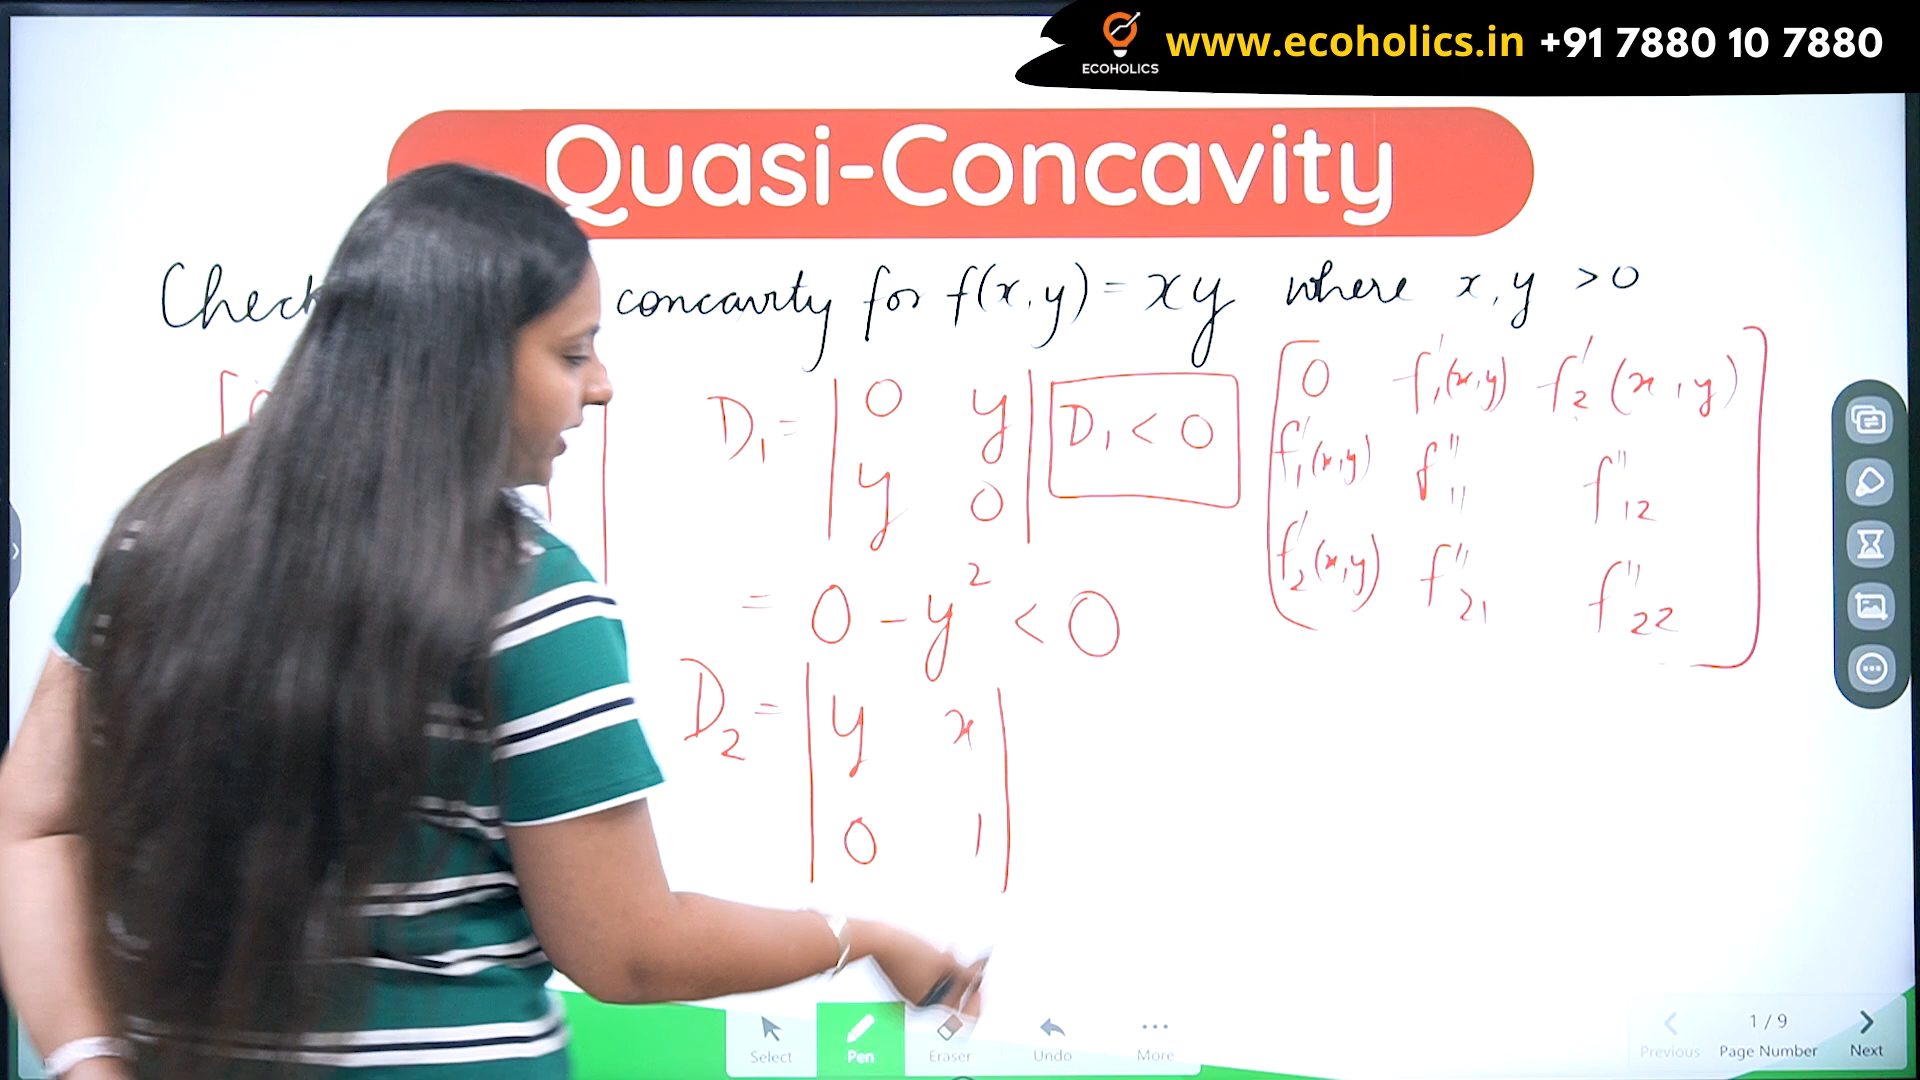 www.ecoholics.in +91 7880 10 7880
ECOHOLICS
Quasi-Concavity
Check concavity for f(x,y) = xy where x,y >0
D₁ = | 0 y |
| y 0 |
D₁ < 0
= 0 - y² < 0
D₂ = | y x |
| 0 1 |
[ 0 f'₁(x,y) f'₂(x,y) ]
f'₁(x,y) f''₁₁ f''₁₂
f'₂(x,y) f''₂₁ f''₂₂
Select
Pen
Eraser
Undo
More
Previous
1 / 9
Page Number
Next